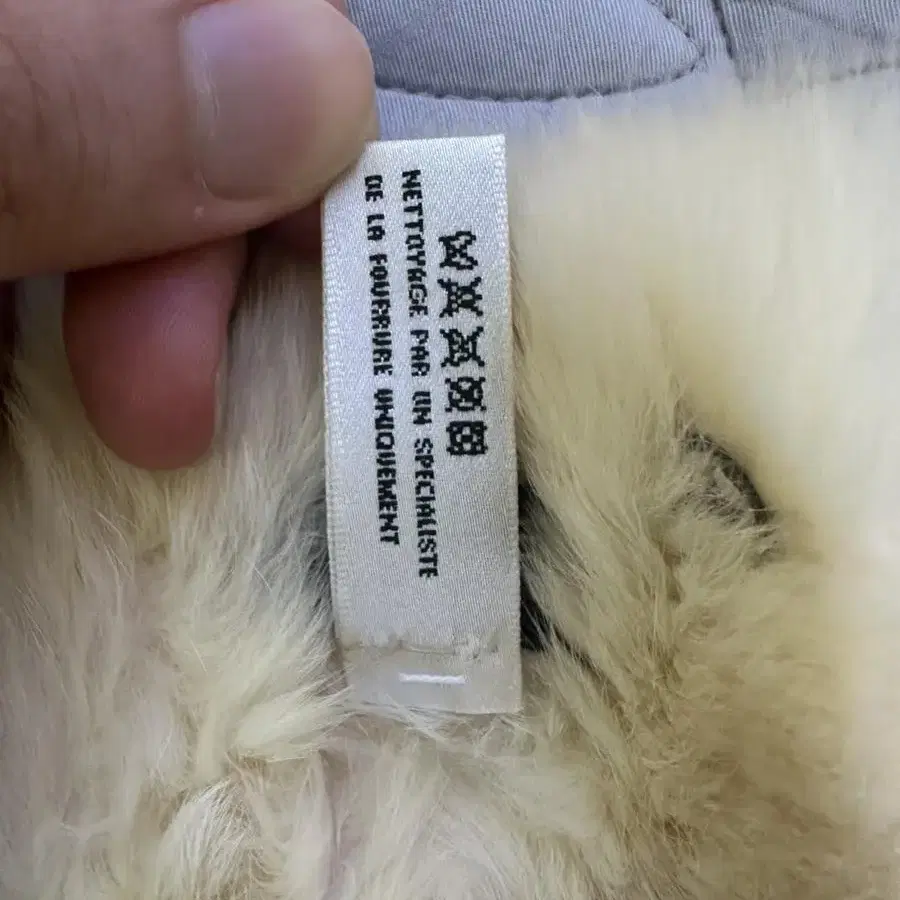 NETTOYAGE PAR UN SPECIALISTE
DE LA FOURRURE UNIQUEMENT